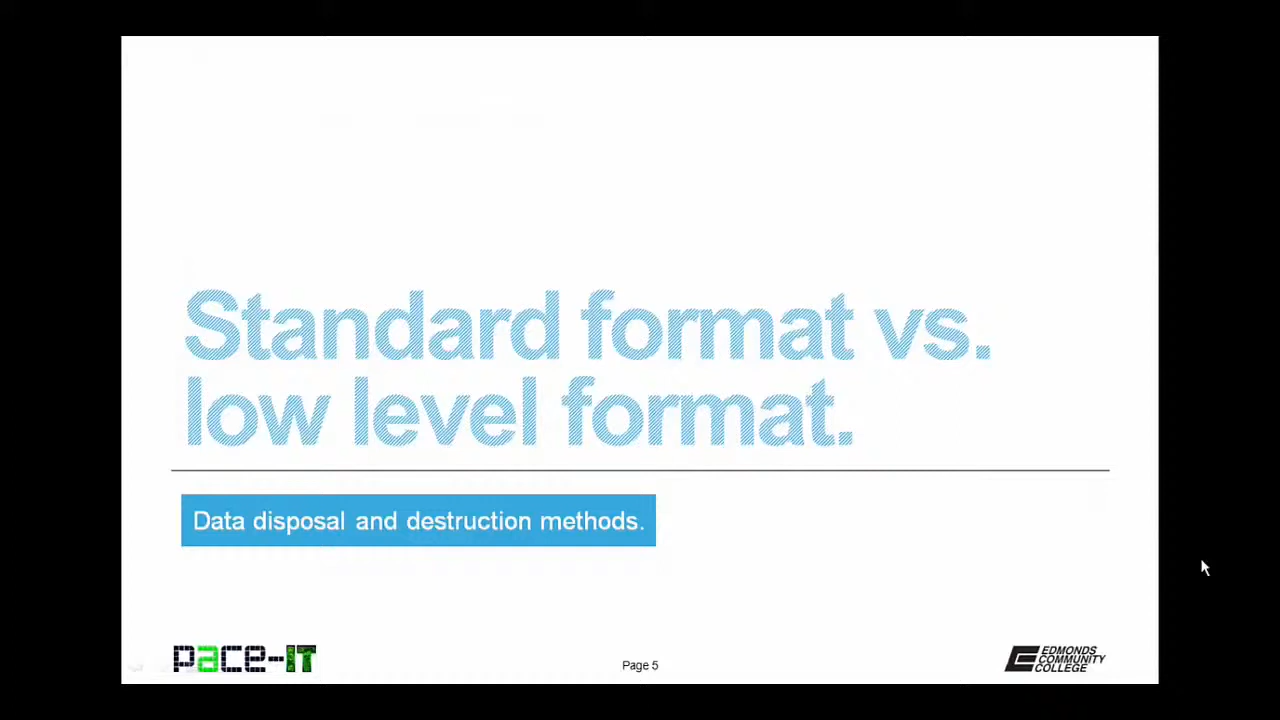 Standard format vs.
low level format.
Data disposal and destruction methods.
pace-IT
Page 5
EDMONDS
COMMUNITY
COLLEGE